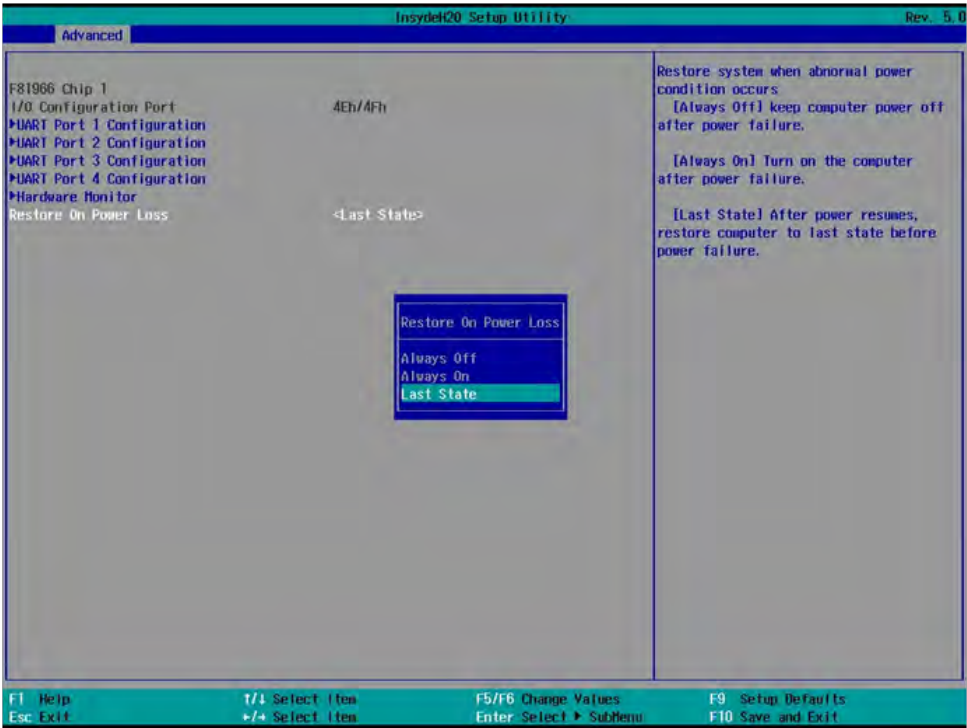 InsydeH20 Setup Utility Rev. 5.0
Advanced
F81966 Chip 1
I/O Configuration Port 4Eh/4Fh
►UART Port 1 Configuration
►UART Port 2 Configuration
►UART Port 3 Configuration
►UART Port 4 Configuration
►Hardware Monitor
Restore On Power Loss <Last State>
Restore On Power Loss
Always Off
Always On
Last State
Restore system when abnormal power
condition occurs
[Always Off] keep computer power off
after power failure.
[Always On] Turn on the computer
after power failure.
[Last State] After power resumes,
restore computer to last state before
power failure.
F1 Help ↑/↓ Select Item F5/F6 Change Values F9 Setup Defaults
Esc Exit ←/→ Select Item Enter Select ► SubMenu F10 Save and Exit